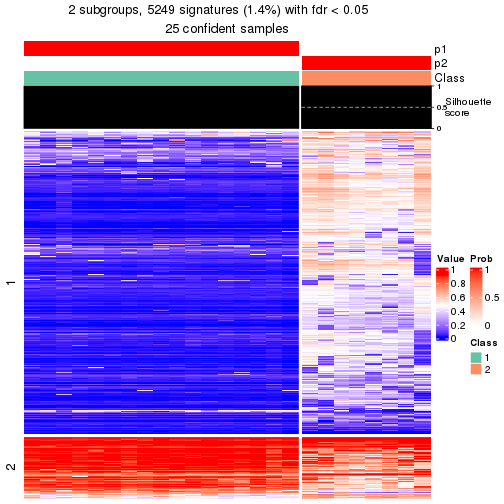 2 subgroups, 5249 signatures (1.4%) with fdr < 0.05
25 confident samples
p1
p2
Class
1
0.5
0
Silhouette
score
1
2
Value
1
0.8
0.6
0.4
0.2
0
Prob
1
0.5
0
Class
1
2